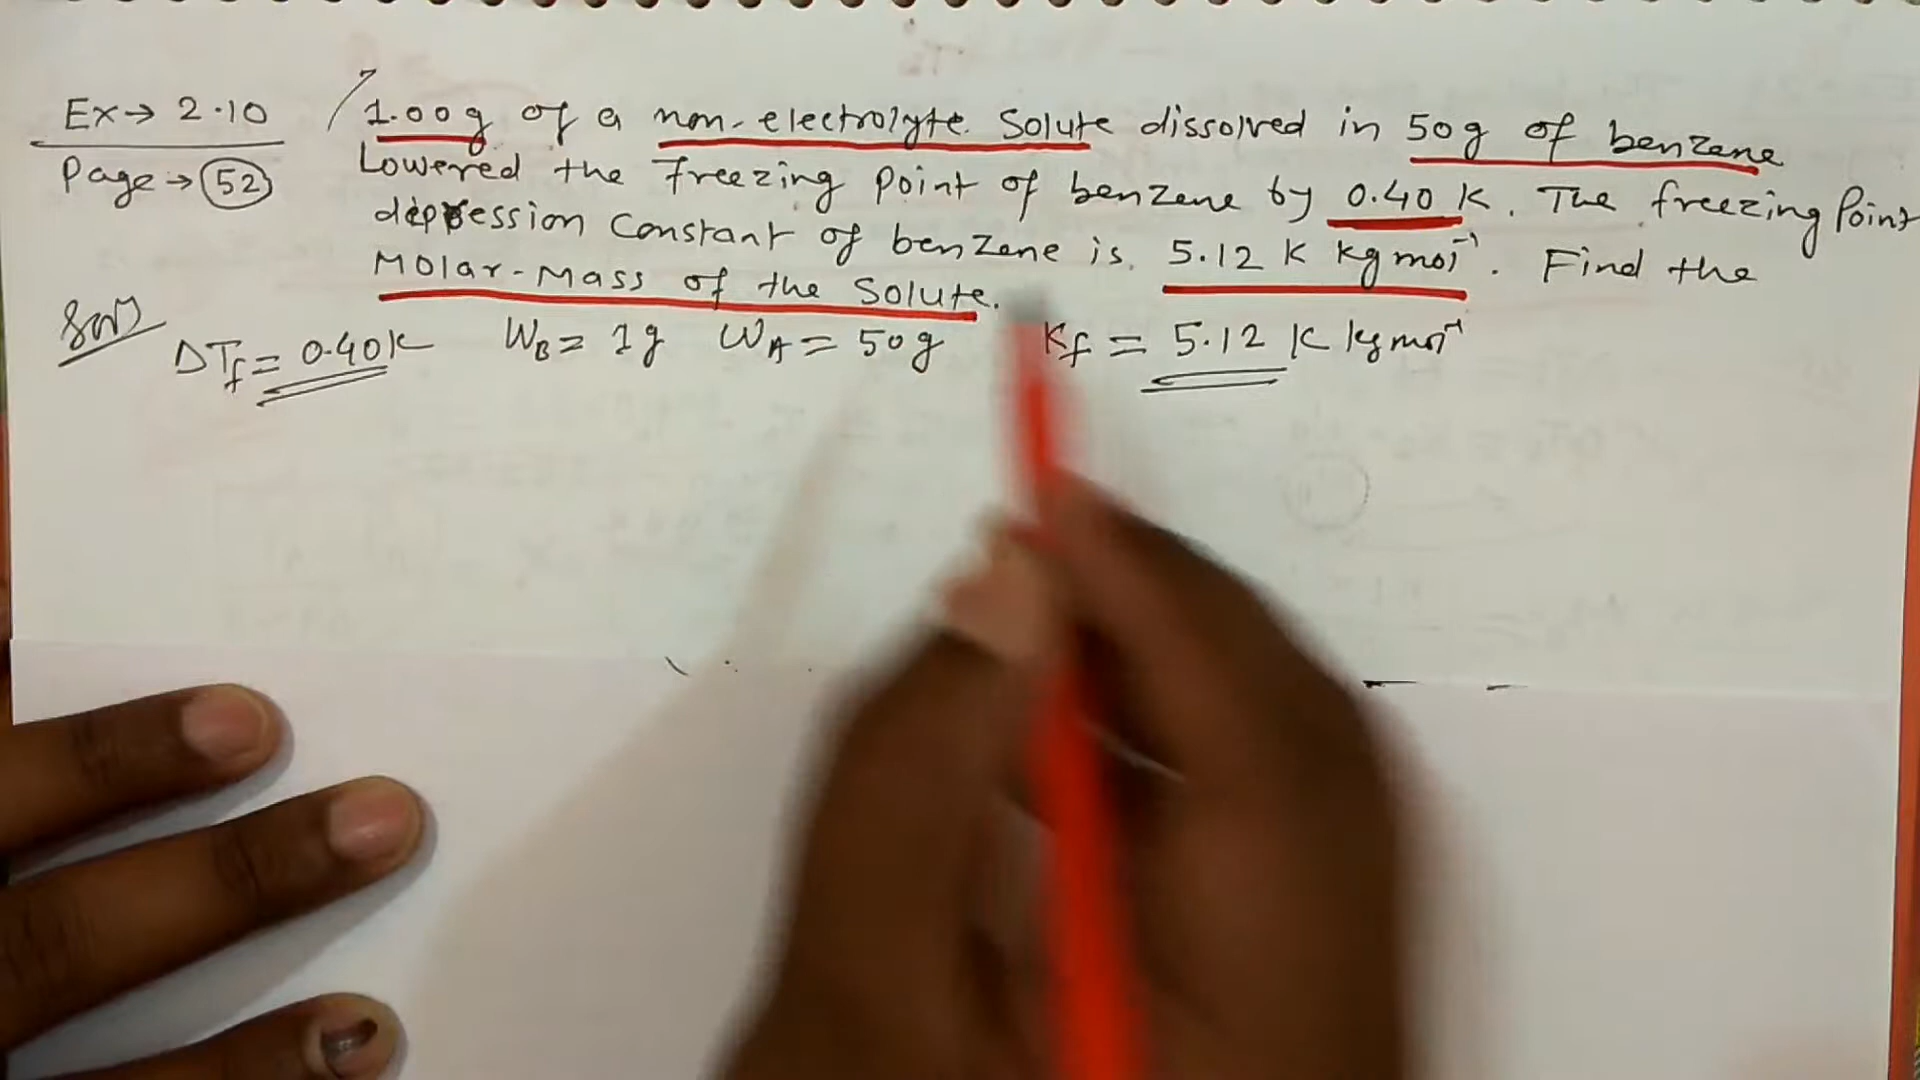 Ex→ 2.10
Page→ 52
1.00g of a non-electrolyte Solute dissolved in 50g of benzene
Lowered the freezing Point of benzene by 0.40 K. The freezing Point
depression Constant of benzene is. 5.12 K Kg mol⁻¹. Find the
Molar-Mass of the Solute.
Solⁿ
ΔTf = 0.40K WB = 1g WA = 50g Kf = 5.12 K kg mol⁻¹